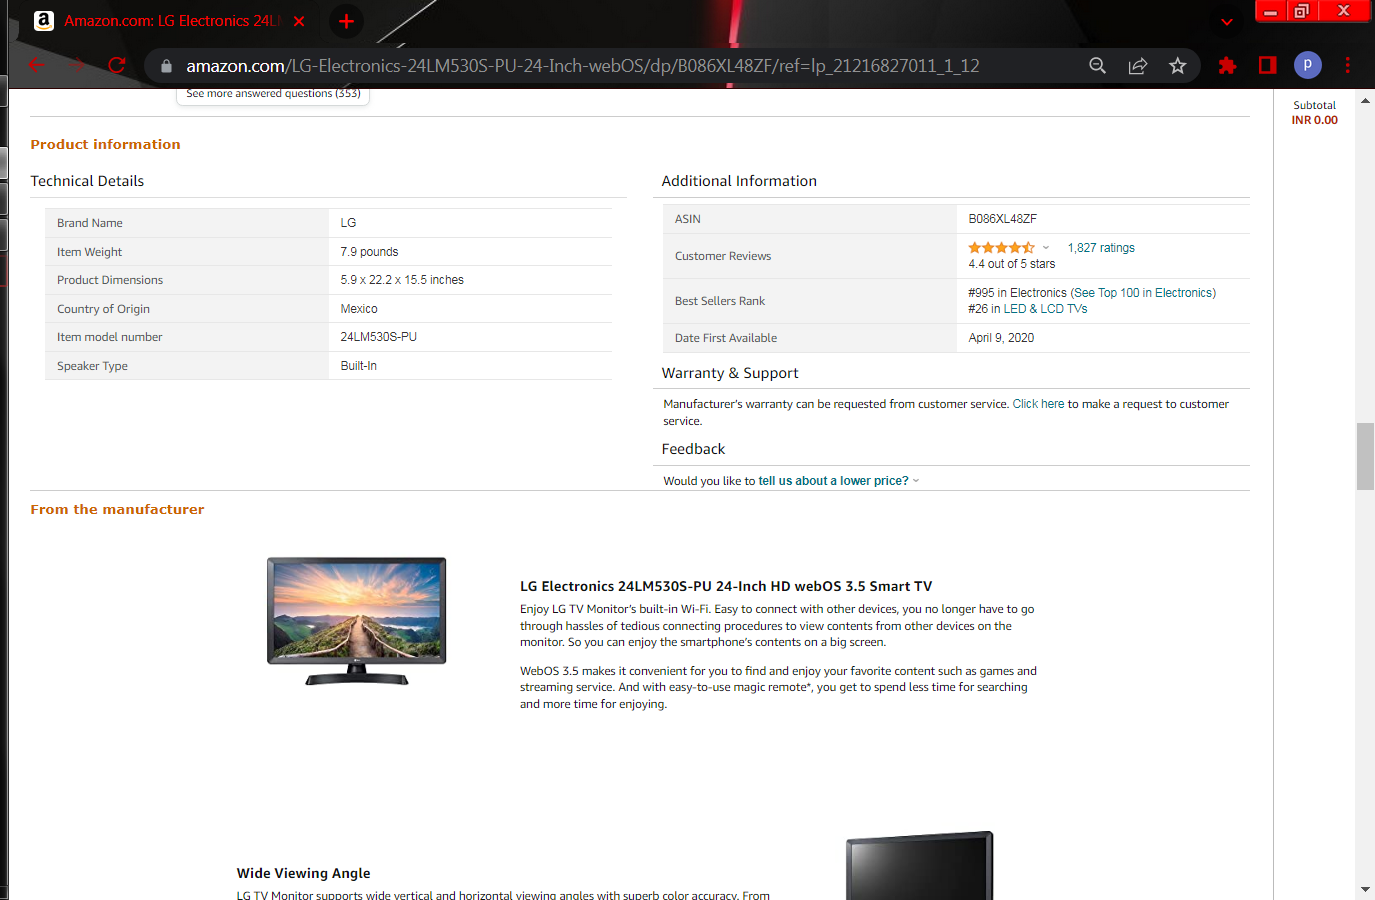 Amazon.com: LG Electronics 24L
amazon.com/LG-Electronics-24LM530S-PU-24-Inch-webOS/dp/B086XL48ZF/ref=lp_21216827011_1_12
P
See more answered questions (353)
Subtotal
INR 0.00
Product information
Technical Details
Brand Name LG
Item Weight 7.9 pounds
Product Dimensions 5.9 x 22.2 x 15.5 inches
Country of Origin Mexico
Item model number 24LM530S-PU
Speaker Type Built-In
Additional Information
ASIN B086XL48ZF
Customer Reviews 1,827 ratings
4.4 out of 5 stars
Best Sellers Rank #995 in Electronics (See Top 100 in Electronics)
#26 in LED & LCD TVs
Date First Available April 9, 2020
Warranty & Support
Manufacturer's warranty can be requested from customer service. Click here to make a request to customer
service.
Feedback
Would you like to tell us about a lower price?
From the manufacturer
LG Electronics 24LM530S-PU 24-Inch HD webOS 3.5 Smart TV
Enjoy LG TV Monitor's built-in Wi-Fi. Easy to connect with other devices, you no longer have to go
through hassles of tedious connecting procedures to view contents from other devices on the
monitor. So you can enjoy the smartphone's contents on a big screen.
WebOS 3.5 makes it convenient for you to find and enjoy your favorite content such as games and
streaming service. And with easy-to-use magic remote*, you get to spend less time for searching
and more time for enjoying.
Wide Viewing Angle
LG TV Monitor supports wide vertical and horizontal viewing angles with superb color accuracy. From